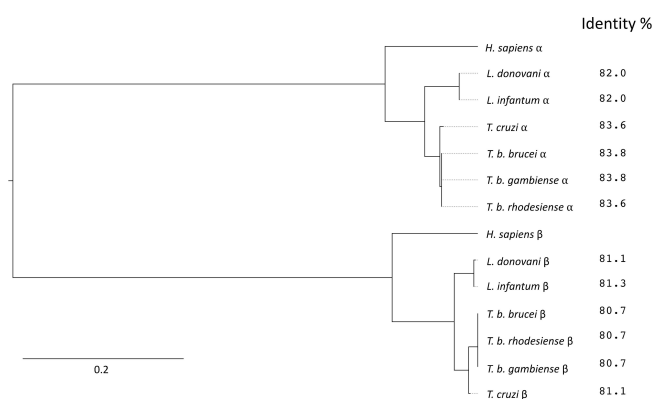 Identity %
H. sapiens α
L. donovani α 82.0
L. infantum α 82.0
T. cruzi α 83.6
T. b. brucei α 83.8
T. b. gambiense α 83.8
T. b. rhodesiense α 83.6
H. sapiens β
L. donovani β 81.1
L. infantum β 81.3
T. b. brucei β 80.7
T. b. rhodesiense β 80.7
T. b. gambiense β 80.7
T. cruzi β 81.1
0.2